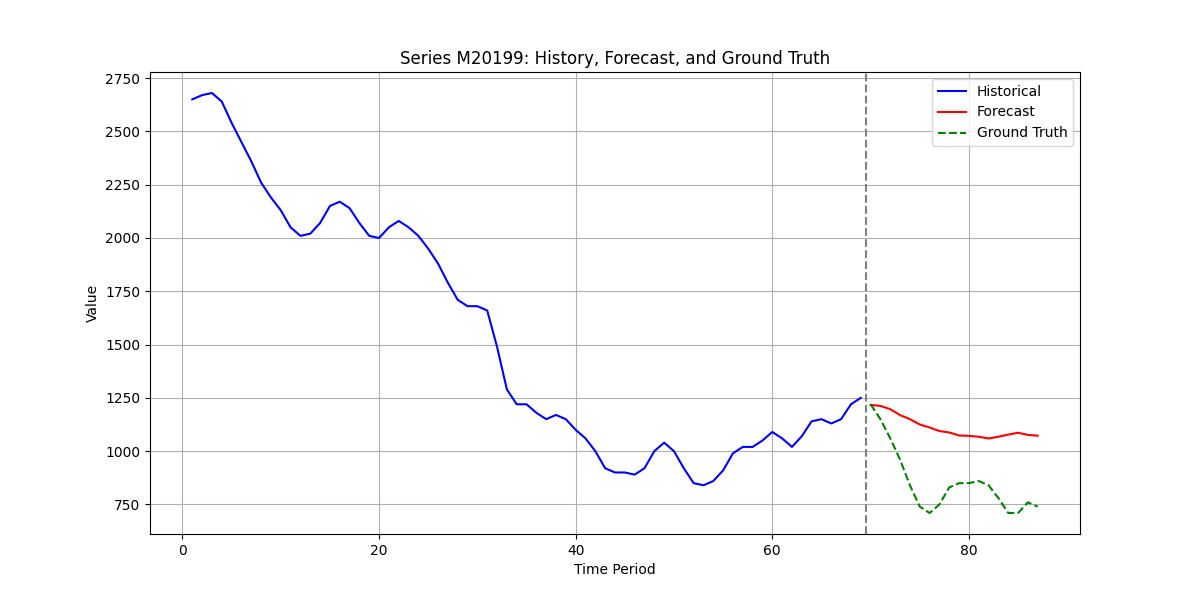 Series M20199: History, Forecast, and Ground Truth
Value
2750
2500
2250
2000
1750
1500
1250
1000
750
Historical
Forecast
Ground Truth
0
20
40
60
80
Time Period